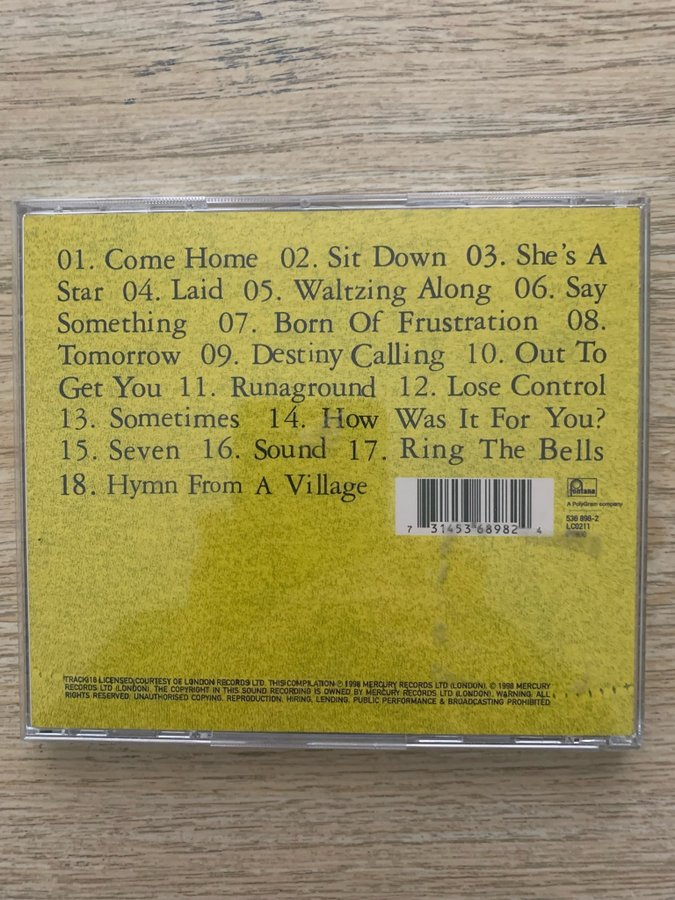 01. Come Home 02. Sit Down 03. She's A
Star 04. Laid 05. Waltzing Along 06. Say
Something 07. Born Of Frustration 08.
Tomorrow 09. Destiny Calling 10. Out To
Get You 11. Runaground 12. Lose Control
13. Sometimes 14. How Was It For You?
15. Seven 16. Sound 17. Ring The Bells
18. Hymn From A Village
fontana
A PolyGram company
7 31453 68982 4
536 898-2
LC0211
TRACK 18 LICENSED COURTESY OF LONDON RECORDS LTD. THIS COMPILATION ℗ 1998 MERCURY RECORDS LTD (LONDON). © 1998 MERCURY
RECORDS LTD (LONDON). THE COPYRIGHT IN THIS SOUND RECORDING IS OWNED BY MERCURY RECORDS LTD (LONDON). WARNING. ALL
RIGHTS RESERVED. UNAUTHORISED COPYING, REPRODUCTION, HIRING, LENDING, PUBLIC PERFORMANCE & BROADCASTING PROHIBITED